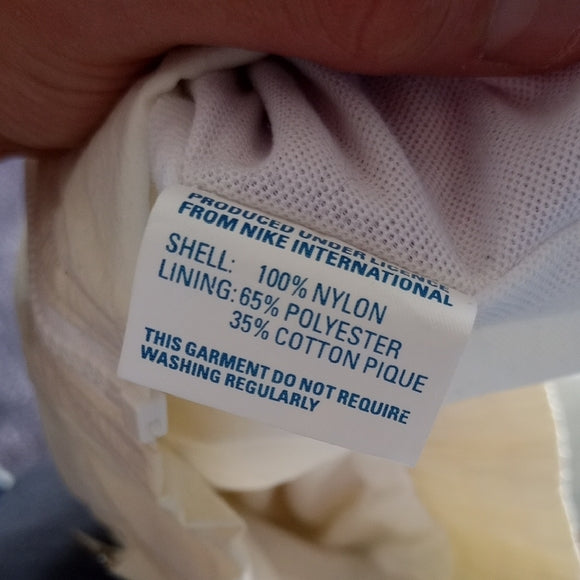 PRODUCED UNDER LICENCE
FROM NIKE INTERNATIONAL
SHELL: 100% NYLON
LINING: 65% POLYESTER
35% COTTON PIQUE
THIS GARMENT DO NOT REQUIRE
WASHING REGULARLY